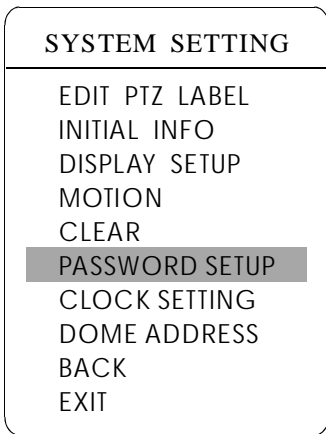 SYSTEM SETTING
EDIT PTZ LABEL
INITIAL INFO
DISPLAY SETUP
MOTION
CLEAR
PASSWORD SETUP
CLOCK SETTING
DOME ADDRESS
BACK
EXIT